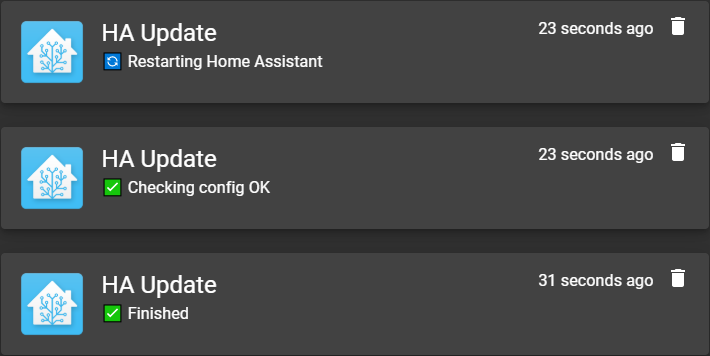 HA Update
23 seconds ago
🔄 Restarting Home Assistant
HA Update
23 seconds ago
✅ Checking config OK
HA Update
31 seconds ago
✅ Finished